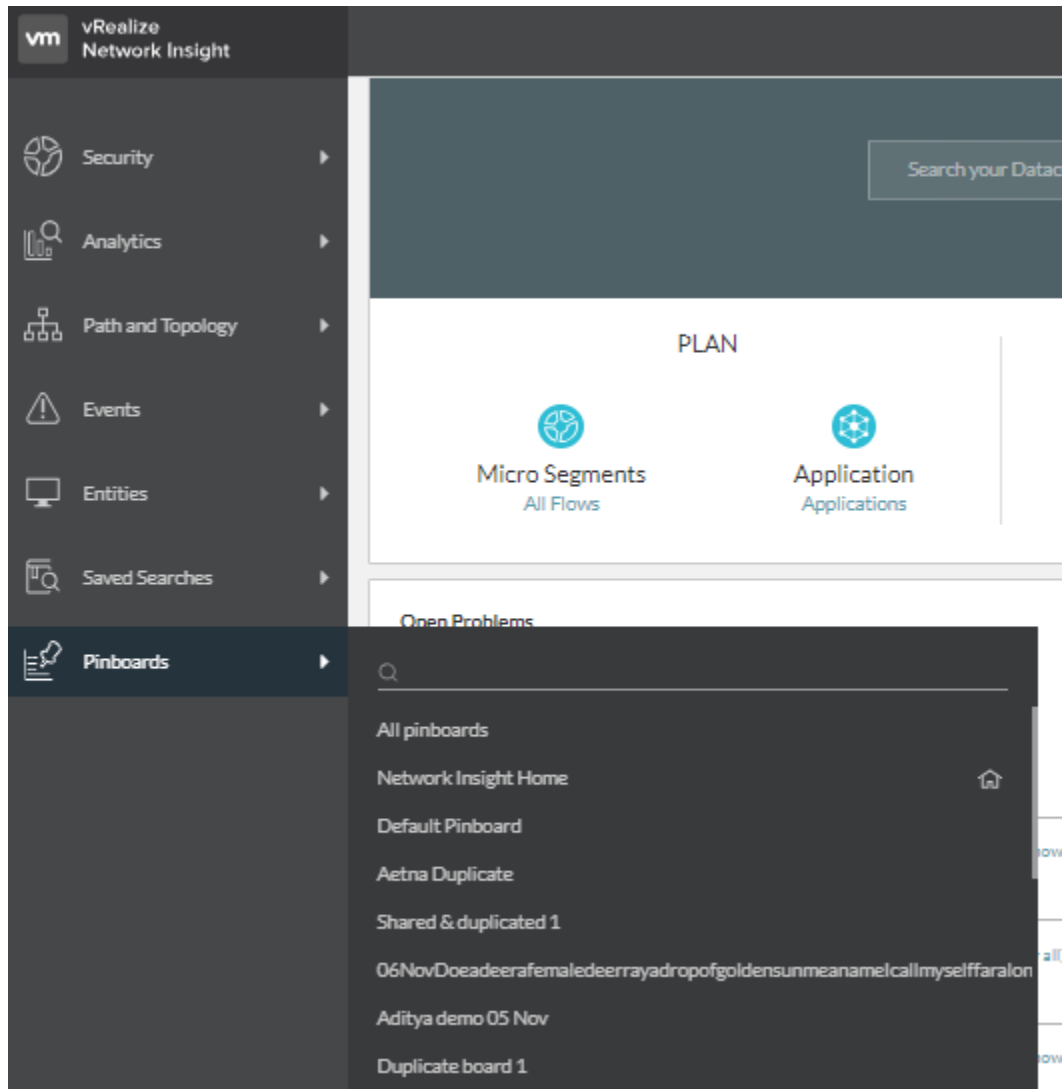 vm
vRealize
Network Insight
Security
Analytics
Path and Topology
Events
Entities
Saved Searches
Pinboards
Search your Datac
PLAN
Micro Segments
All Flows
Application
Applications
Open Problems
All pinboards
Network Insight Home
Default Pinboard
Aetna Duplicate
Shared & duplicated 1
06NovDoeadeerafemaledeerrayadropofgoldensunmeanameIcallmyselffaralon
Aditya demo 05 Nov
Duplicate board 1